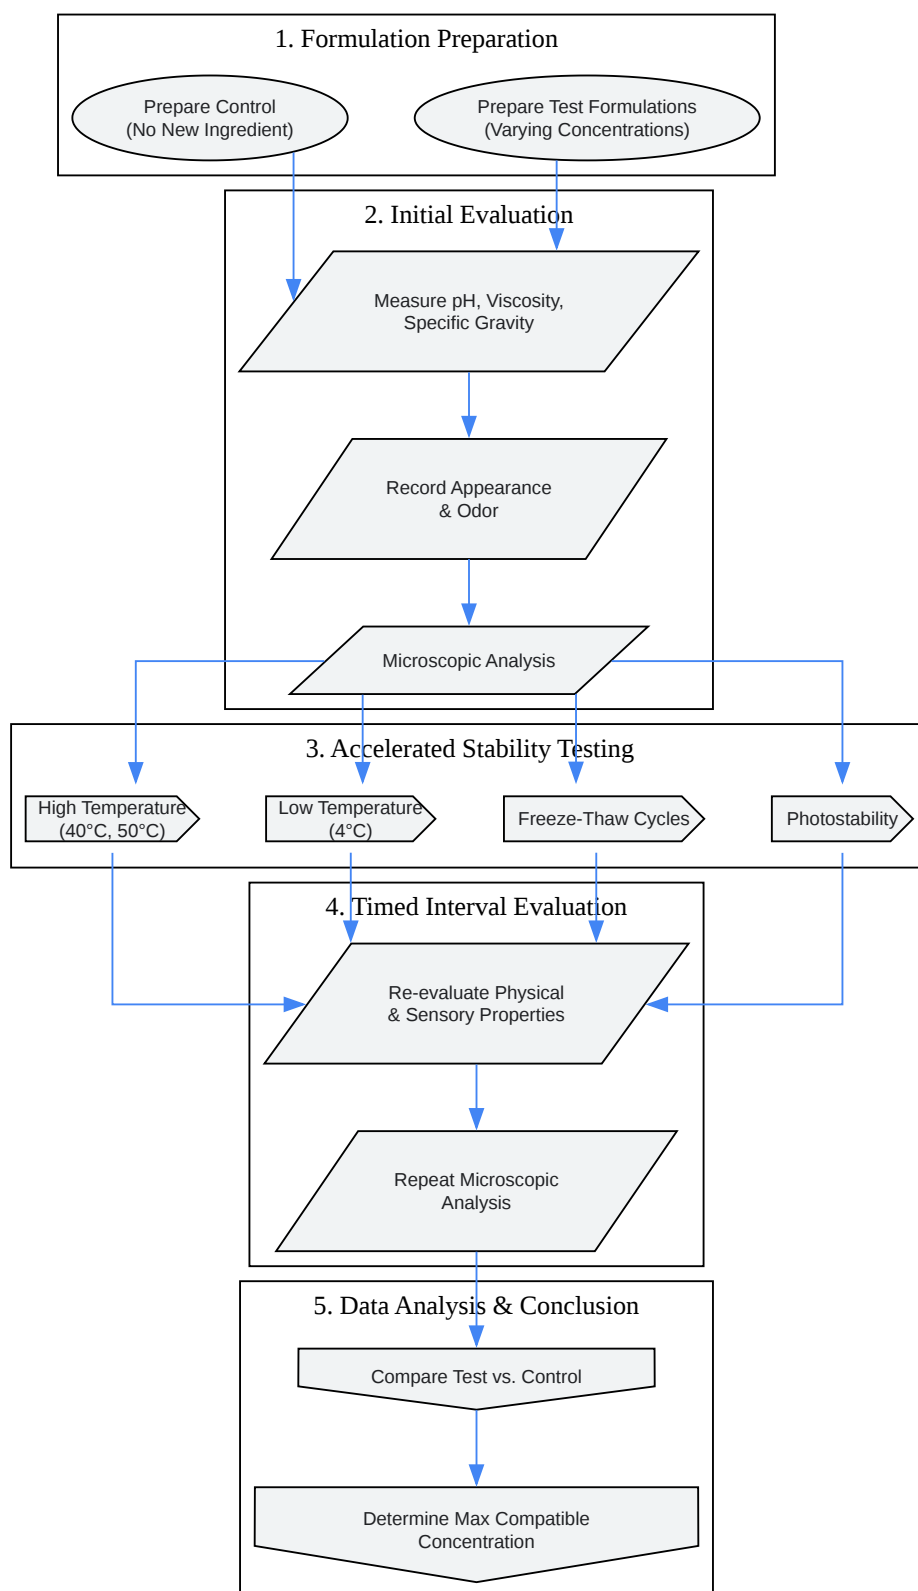 1. Formulation Preparation
Prepare Control
(No New Ingredient)
Prepare Test Formulations
(Varying Concentrations)
2. Initial Evaluation
Measure pH, Viscosity,
Specific Gravity
Record Appearance
& Odor
Microscopic Analysis
3. Accelerated Stability Testing
High Temperature
(40°C, 50°C)
Low Temperature
(4°C)
Freeze-Thaw Cycles
Photostability
4. Timed Interval Evaluation
Re-evaluate Physical
& Sensory Properties
Repeat Microscopic
Analysis
5. Data Analysis & Conclusion
Compare Test vs. Control
Determine Max Compatible
Concentration